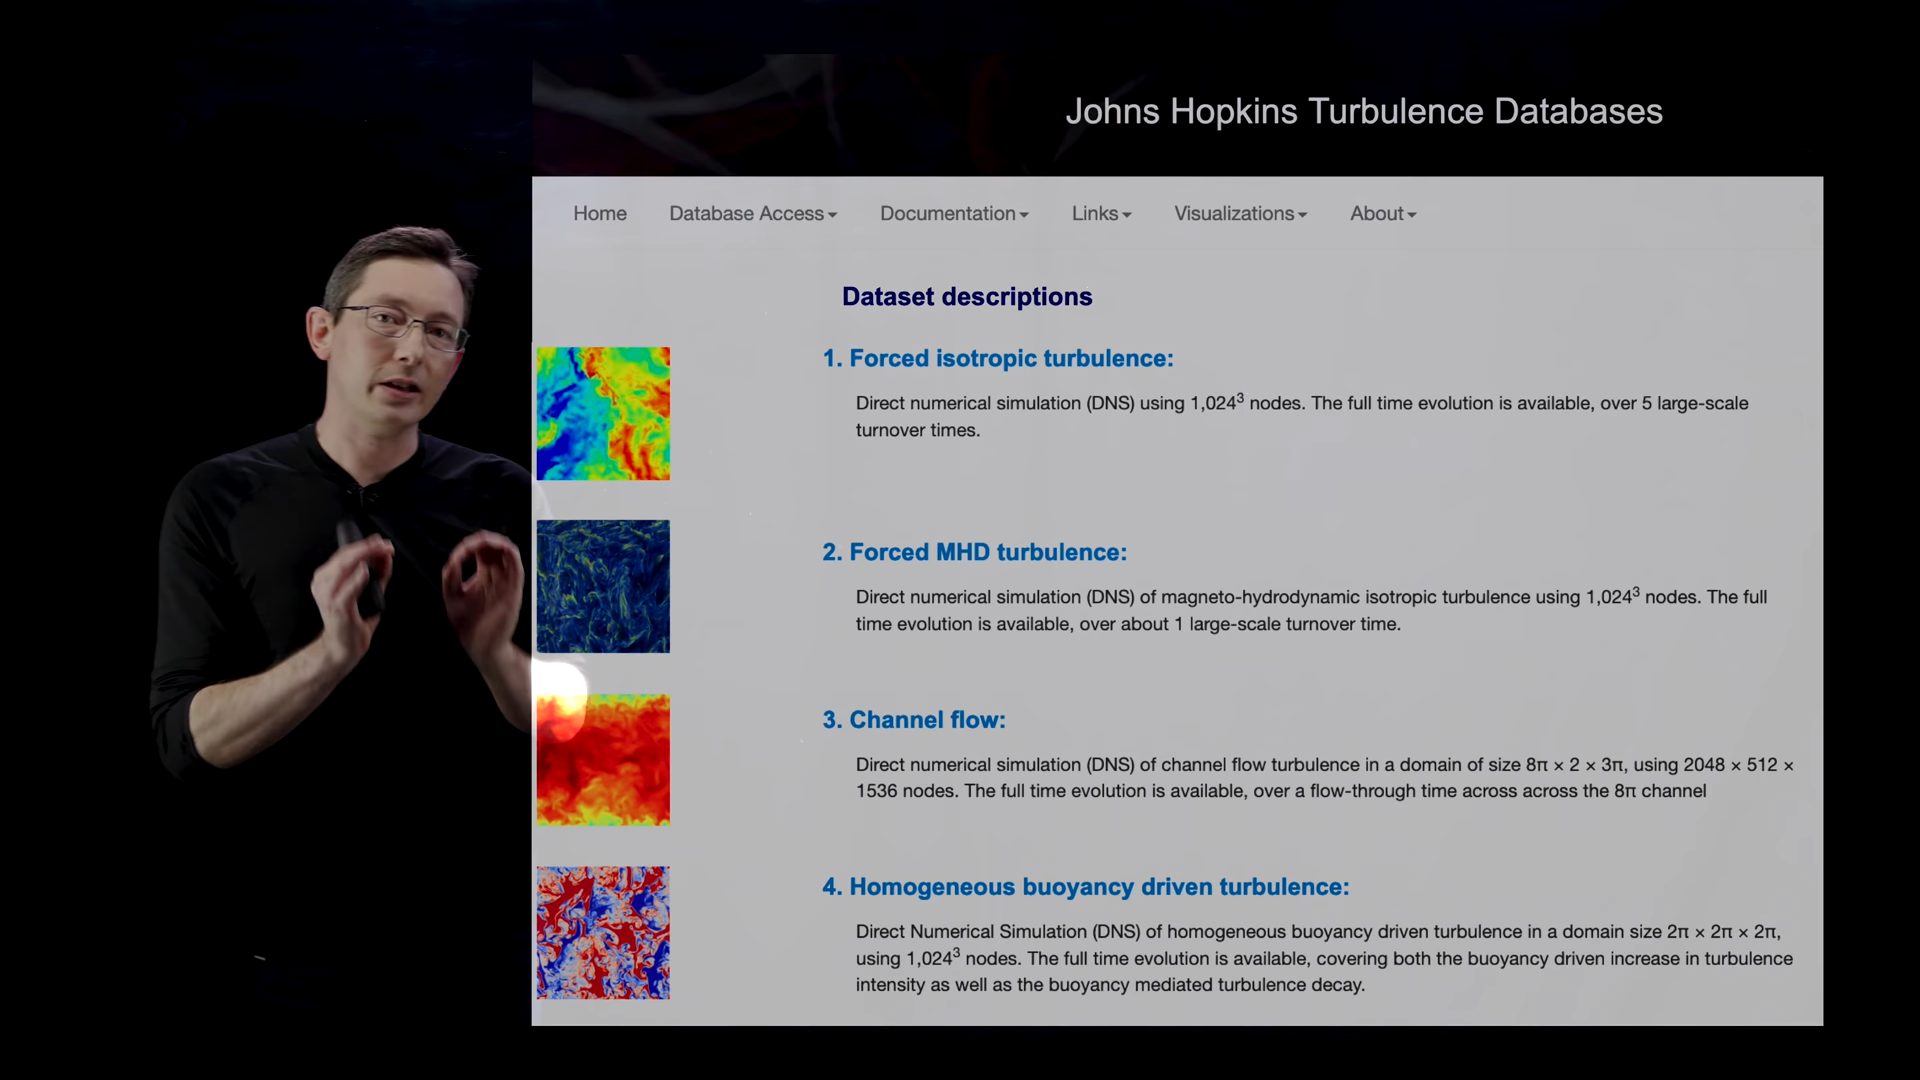 Johns Hopkins Turbulence Databases
Home Database Access Documentation Links Visualizations About
Dataset descriptions
1. Forced isotropic turbulence:
Direct numerical simulation (DNS) using 1,024³ nodes. The full time evolution is available, over 5 large-scale
turnover times.
2. Forced MHD turbulence:
Direct numerical simulation (DNS) of magneto-hydrodynamic isotropic turbulence using 1,024³ nodes. The full
time evolution is available, over about 1 large-scale turnover time.
3. Channel flow:
Direct numerical simulation (DNS) of channel flow turbulence in a domain of size 8π × 2 × 3π, using 2048 × 512 ×
1536 nodes. The full time evolution is available, over a flow-through time across across the 8π channel
4. Homogeneous buoyancy driven turbulence:
Direct Numerical Simulation (DNS) of homogeneous buoyancy driven turbulence in a domain size 2π × 2π × 2π,
using 1,024³ nodes. The full time evolution is available, covering both the buoyancy driven increase in turbulence
intensity as well as the buoyancy mediated turbulence decay.